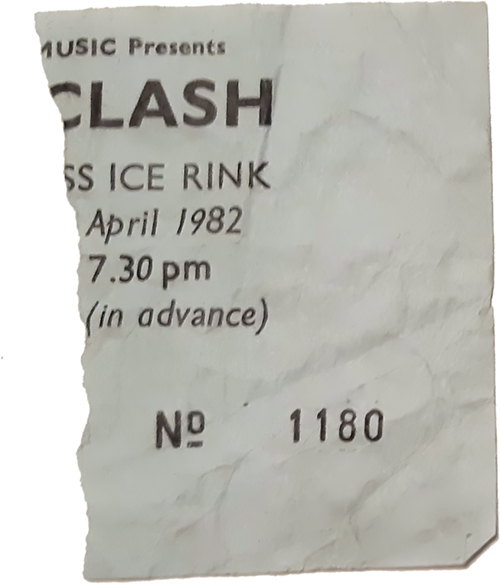 MUSIC Presents
CLASH
SS ICE RINK
April 1982
7.30 pm
(in advance)
Nº 1180